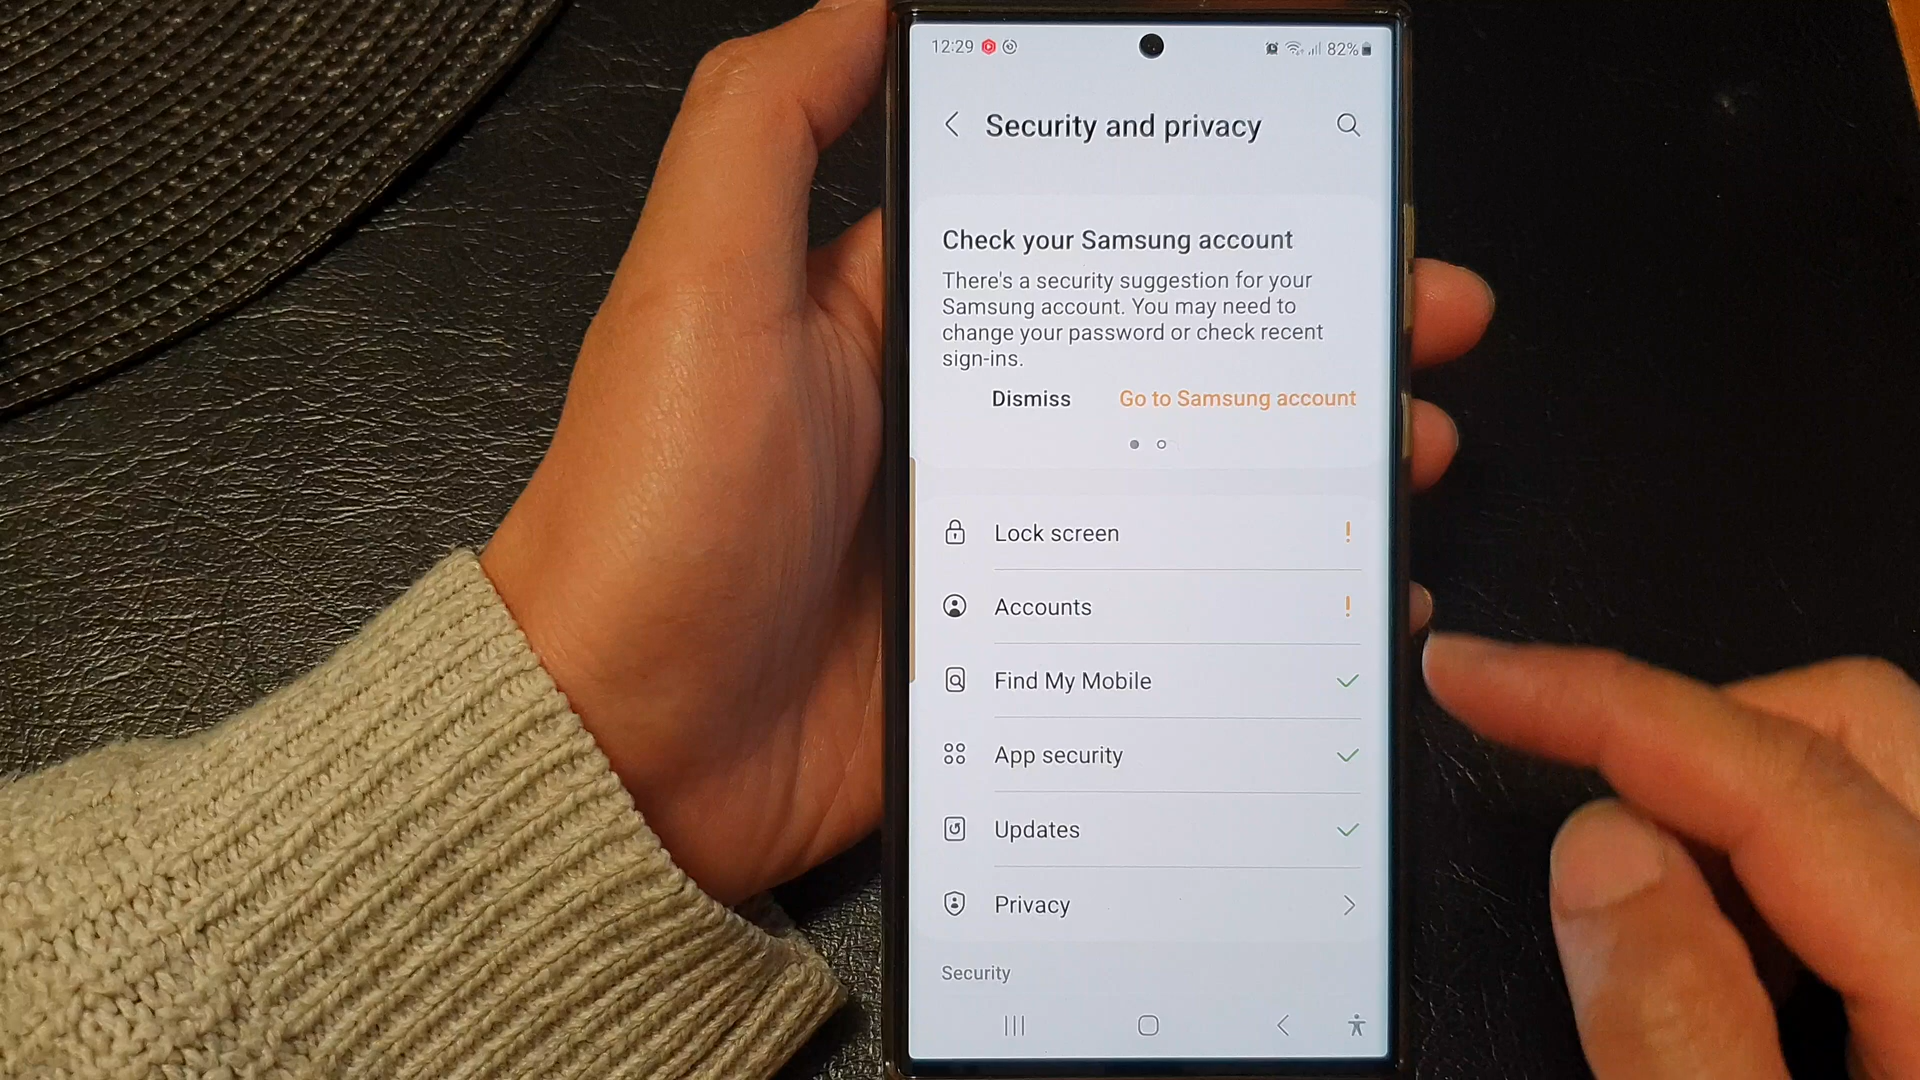 12:29
82%
Security and privacy
Check your Samsung account
There's a security suggestion for your
Samsung account. You may need to
change your password or check recent
sign-ins.
Dismiss
Go to Samsung account
Lock screen
Accounts
Find My Mobile
App security
Updates
Privacy
Security